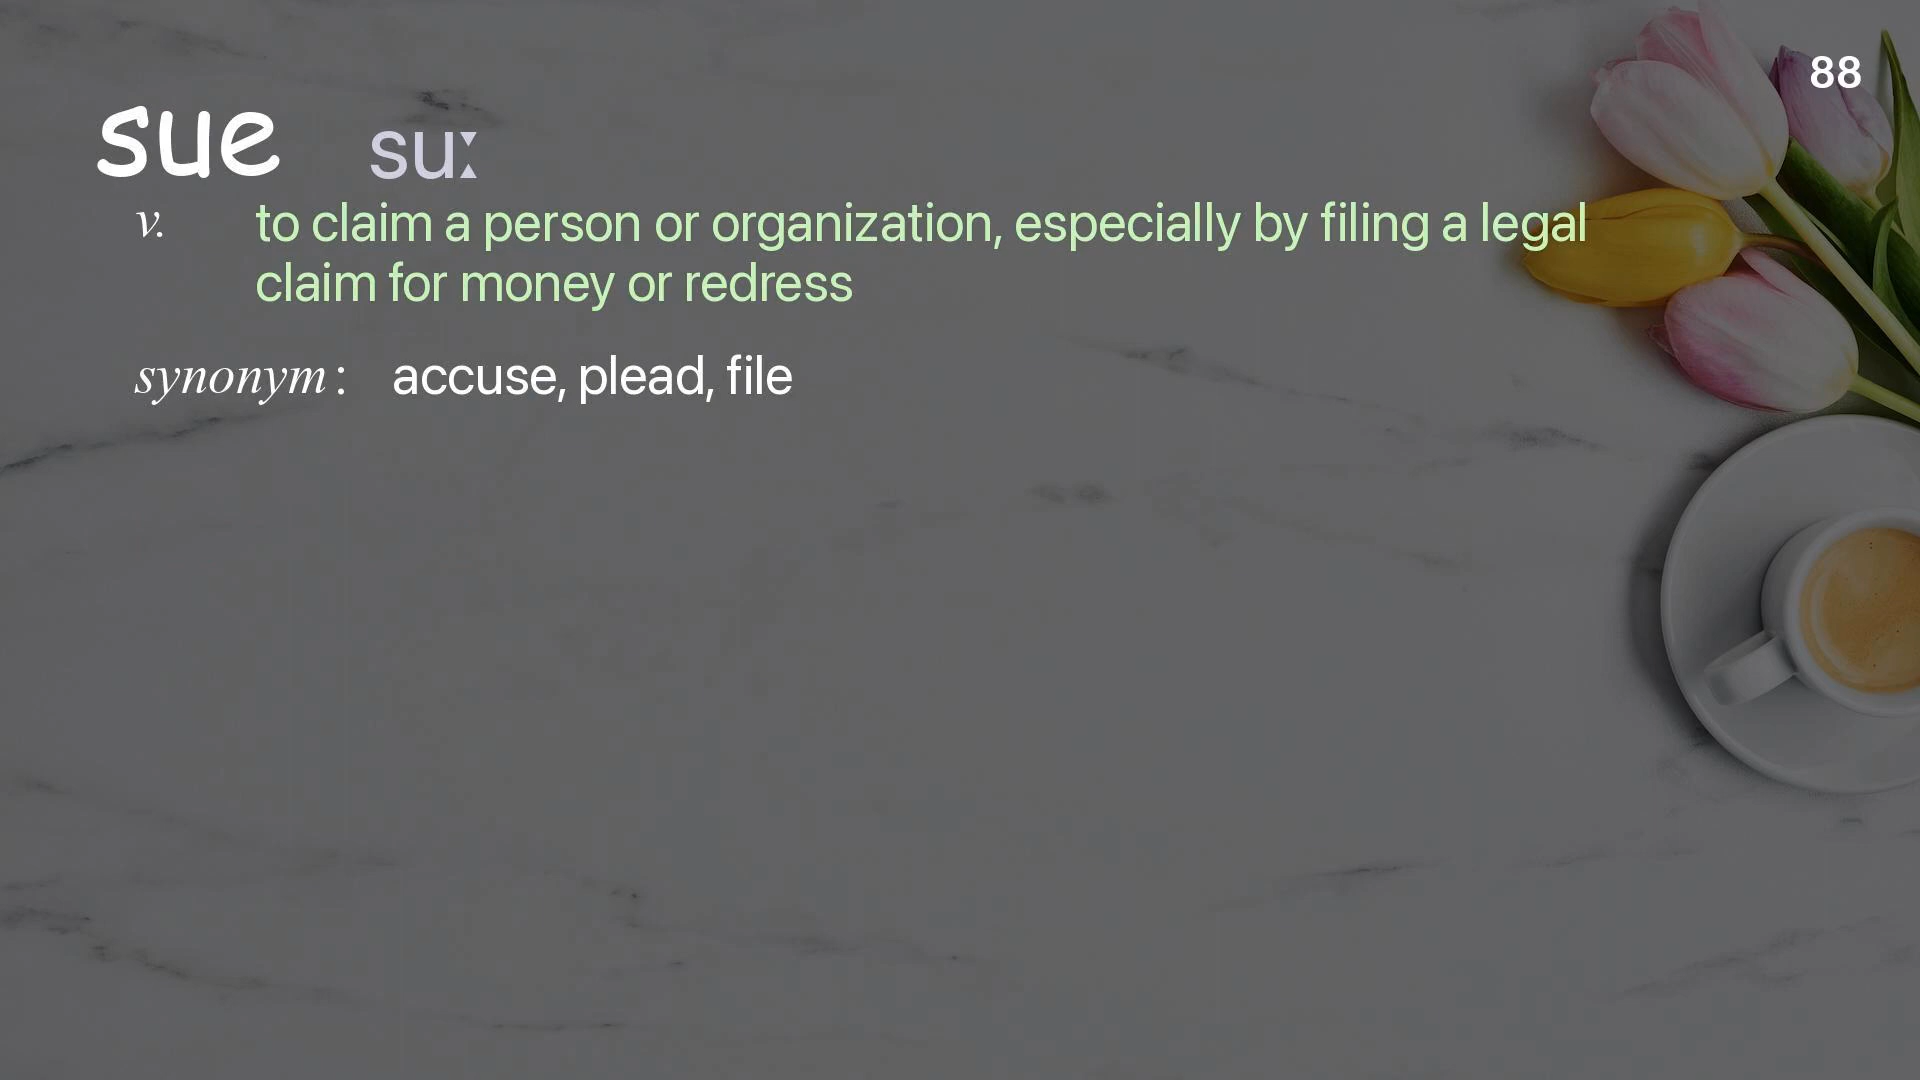 88
sue suː
v. to claim a person or organization, especially by filing a legal
claim for money or redress
synonym : accuse, plead, file